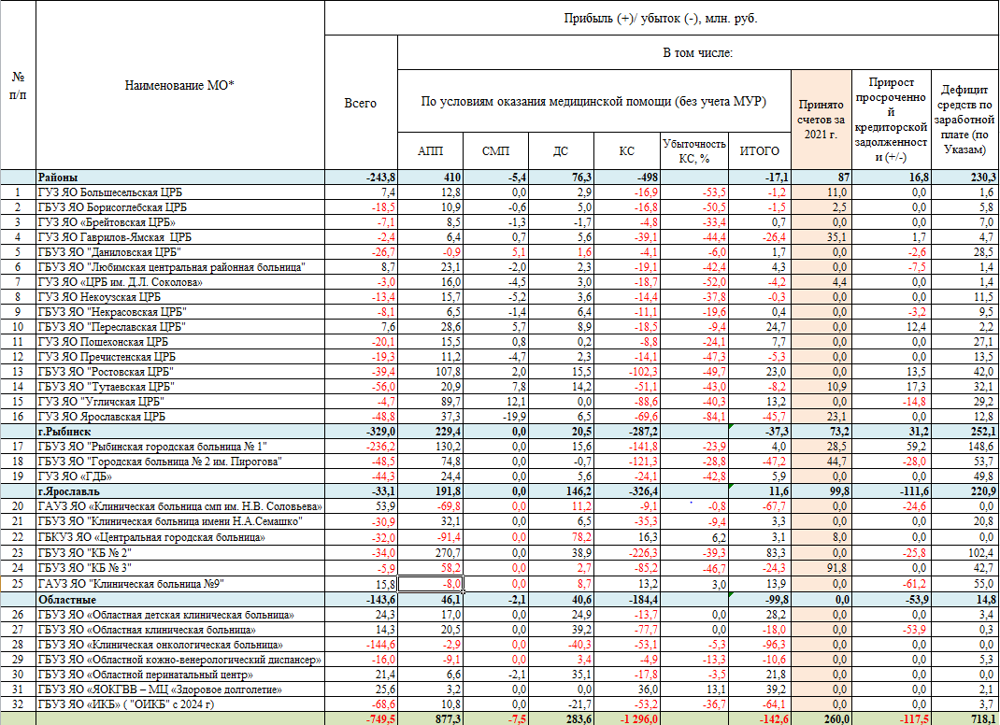 № п/п
Наименование МО*
Прибыль (+)/ убыток (-), млн. руб.
Всего
В том числе:
По условиям оказания медицинской помощи (без учета МУР)
Принято счетов за 2021 г.
Прирост просроченно й кредиторской задолженност и (+/-)
Дефицит средств по заработной плате (по Указам)
АПП СМП ДС КС Убыточность КС, % ИТОГО
Районы -243,8 410 -5,4 76,3 -498 -17,1 87 16,8 230,3
1 ГУЗ ЯО Большесельская ЦРБ 7,4 12,8 0,0 2,9 -16,9 -53,5 -1,2 11,0 0,0 1,6
2 ГБУЗ ЯО Борисоглебская ЦРБ -18,5 10,9 -0,6 5,0 -16,8 -50,5 -1,5 2,5 0,0 5,8
3 ГУЗ ЯО «Брейтовская ЦРБ» -7,1 8,5 -1,3 -1,7 -4,8 -33,4 0,7 0,0 0,0 7,0
4 ГУЗ ЯО Гаврилов-Ямская ЦРБ -2,4 6,4 0,7 5,6 -39,1 -44,4 -26,4 35,1 1,7 4,7
5 ГБУЗ ЯО "Даниловская ЦРБ" -26,7 -0,9 5,1 1,6 -4,1 -6,0 1,7 0,0 -2,6 28,5
6 ГБУЗ ЯО "Любимская центральная районная больница" 8,7 23,1 -2,0 2,3 -19,1 -42,4 4,3 0,0 -7,5 1,4
7 ГУЗ ЯО «ЦРБ им. Д.Л. Соколова» -3,0 16,0 -4,5 3,0 -18,7 -52,0 -4,2 4,4 0,0 1,4
8 ГУЗ ЯО Некоузская ЦРБ -13,4 15,7 -5,2 3,6 -14,4 -37,8 -0,3 0,0 0,0 11,5
9 ГБУЗ ЯО "Некрасовская ЦРБ" -8,1 6,5 -1,4 6,4 -11,1 -19,6 0,4 0,0 -3,2 9,5
10 ГБУЗ ЯО "Переславская ЦРБ" 7,6 28,6 5,7 8,9 -18,5 -9,4 24,7 0,0 12,4 2,2
11 ГУЗ ЯО Пошехонская ЦРБ -20,1 15,5 0,8 0,2 -8,8 -24,1 7,7 0,0 0,0 27,1
12 ГУЗ ЯО Пречистенская ЦРБ -19,3 11,2 -4,7 2,3 -14,1 -47,3 -5,3 0,0 0,0 13,5
13 ГБУЗ ЯО "Ростовская ЦРБ" -39,4 107,8 2,0 15,5 -102,3 -49,7 23,0 0,0 13,5 42,0
14 ГБУЗ ЯО "Тутаевская ЦРБ" -56,0 20,9 7,8 14,2 -51,1 -43,0 -8,2 10,9 17,3 32,1
15 ГУЗ ЯО "Угличская ЦРБ" -4,7 89,7 12,1 0,0 -88,6 -40,3 13,2 0,0 -14,8 29,2
16 ГУЗ ЯО Ярославская ЦРБ -48,8 37,3 -19,9 6,5 -69,6 -84,1 -45,7 23,1 0,0 12,8
г.Рыбинск -329,0 229,4 0,0 20,5 -287,2 -37,3 73,2 31,2 252,1
17 ГБУЗ ЯО "Рыбинская городская больница № 1" -236,2 130,2 0,0 15,6 -141,8 -23,9 4,0 28,5 59,2 148,6
18 ГБУЗ ЯО "Городская больница № 2 им. Пирогова" -48,5 74,8 0,0 -0,7 -121,3 -28,8 -47,2 44,7 -28,0 53,7
19 ГУЗ ЯО «ГДБ» -44,3 24,4 0,0 5,6 -24,1 -42,8 5,9 0,0 0,0 49,8
г.Ярославль -33,1 191,8 0,0 146,2 -326,4 11,6 99,8 -111,6 220,9
20 ГАУЗ ЯО «Клиническая больница смп им. Н.В. Соловьева» 53,9 -69,8 0,0 11,2 -9,1 -0,8 -67,7 0,0 -24,6 0,0
21 ГБУЗ ЯО "Клиническая больница имени Н.А.Семашко" -30,9 32,1 0,0 6,5 -35,3 -9,4 3,3 0,0 0,0 20,8
22 ГБКУЗ ЯО «Центральная городская больница» -32,0 -91,4 0,0 78,2 16,3 6,2 3,1 8,0 0,0 0,0
23 ГБУЗ ЯО "КБ № 2" -34,0 270,7 0,0 38,9 -226,3 -39,3 83,3 0,0 -25,8 102,4
24 ГБУЗ ЯО "КБ № 3" -5,9 58,2 0,0 2,7 -85,2 -46,7 -24,3 91,8 0,0 42,7
25 ГАУЗ ЯО "Клиническая больница №9" 15,8 -8,0 0,0 8,7 13,2 3,0 13,9 0,0 -61,2 55,0
Областные -143,6 46,1 -2,1 40,6 -184,4 -99,8 0,0 -53,9 14,8
26 ГБУЗ ЯО «Областная детская клиническая больница» 24,3 17,0 0,0 24,9 -13,7 0,0 28,2 0,0 0,0 3,4
27 ГБУЗ ЯО «Областная клиническая больница» 14,3 20,5 0,0 39,2 -77,7 0,0 -18,0 0,0 -53,9 0,3
28 ГБУЗ ЯО «Клиническая онкологическая больница» -144,6 -2,9 0,0 -40,3 -53,1 -5,3 -96,3 0,0 0,0 0,0
29 ГБУЗ ЯО «Областной кожно-венерологический диспансер» -16,0 -9,1 0,0 3,4 -4,9 -13,3 -10,6 0,0 0,0 5,3
30 ГБУЗ ЯО «Областной перинатальный центр» 21,4 6,6 -2,1 35,1 -17,8 -3,5 21,8 0,0 0,0 0,0
31 ГБУЗ ЯО «ЯОКГВВ – МЦ «Здоровое долголетие» 25,6 3,2 0,0 0,0 36,0 13,1 39,2 0,0 0,0 2,1
32 ГБУЗ ЯО «ИКБ» ( "ОИКБ" с 2024 г) -68,6 10,8 0,0 -21,7 -53,2 -36,7 -64,1 0,0 0,0 3,7
-749,5 877,3 -7,5 283,6 -1 296,0 -142,6 260,0 -117,5 718,1